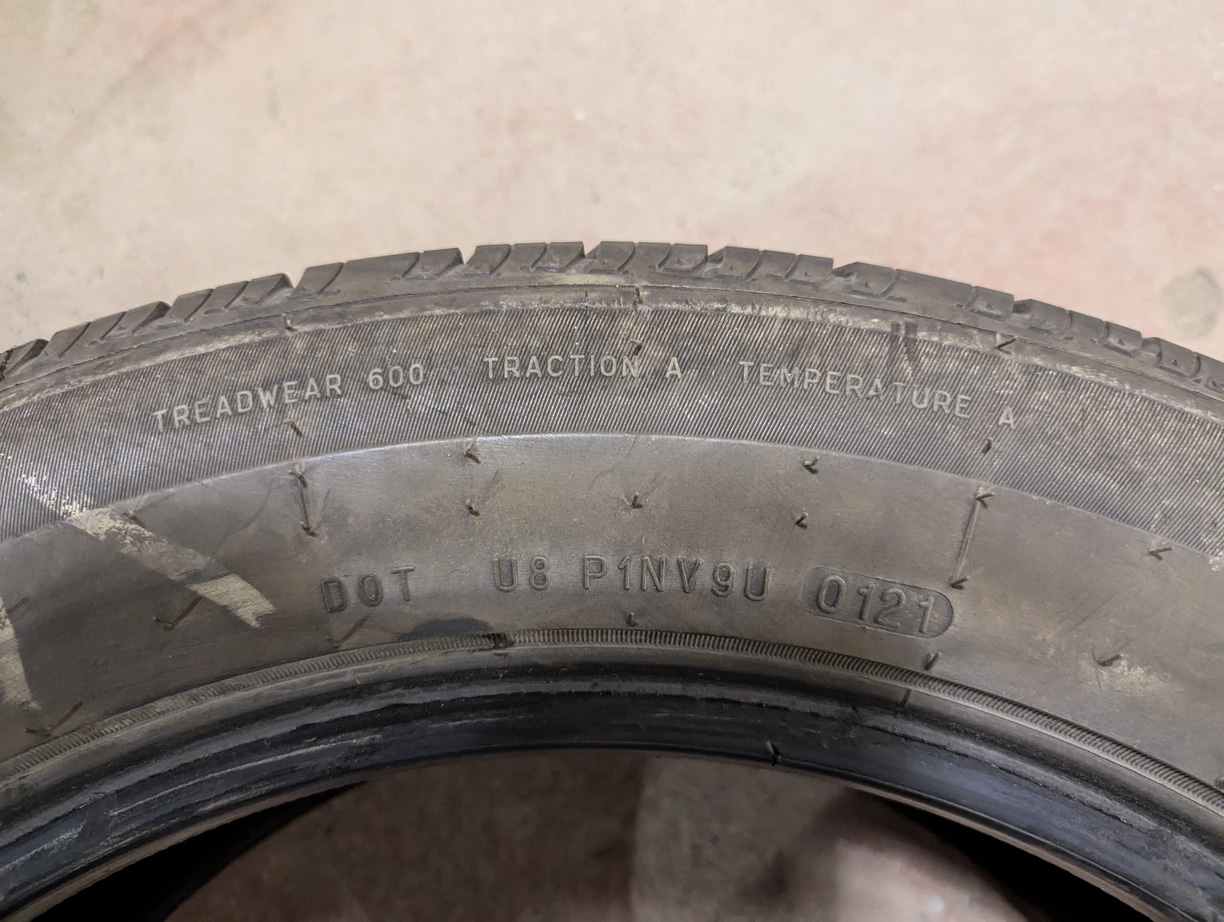 TREADWEAR 600 TRACTION A TEMPERATURE A
DOT U8 P1NV9U 0121